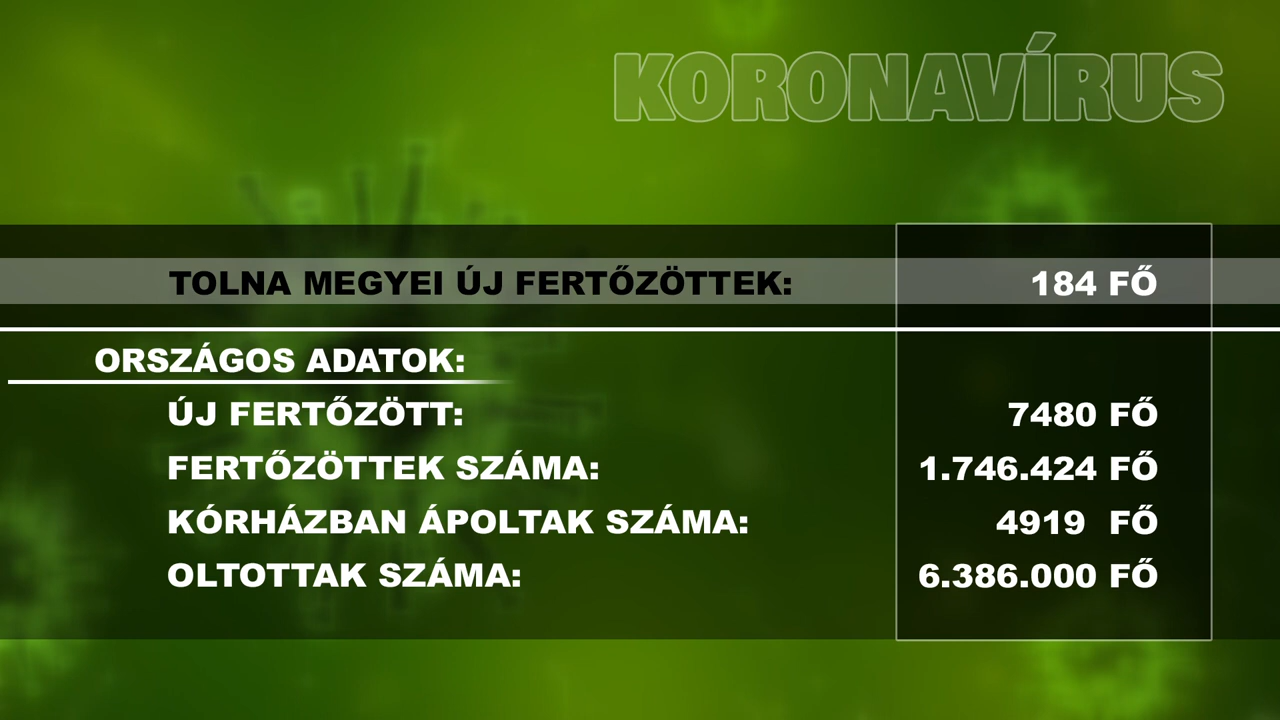 KORONAVÍRUS
TOLNA MEGYEI ÚJ FERTŐZÖTTEK: 184 FŐ
ORSZÁGOS ADATOK:
ÚJ FERTŐZÖTT: 7480 FŐ
FERTŐZÖTTEK SZÁMA: 1.746.424 FŐ
KÓRHÁZBAN ÁPOLTAK SZÁMA: 4919 FŐ
OLTOTTAK SZÁMA: 6.386.000 FŐ